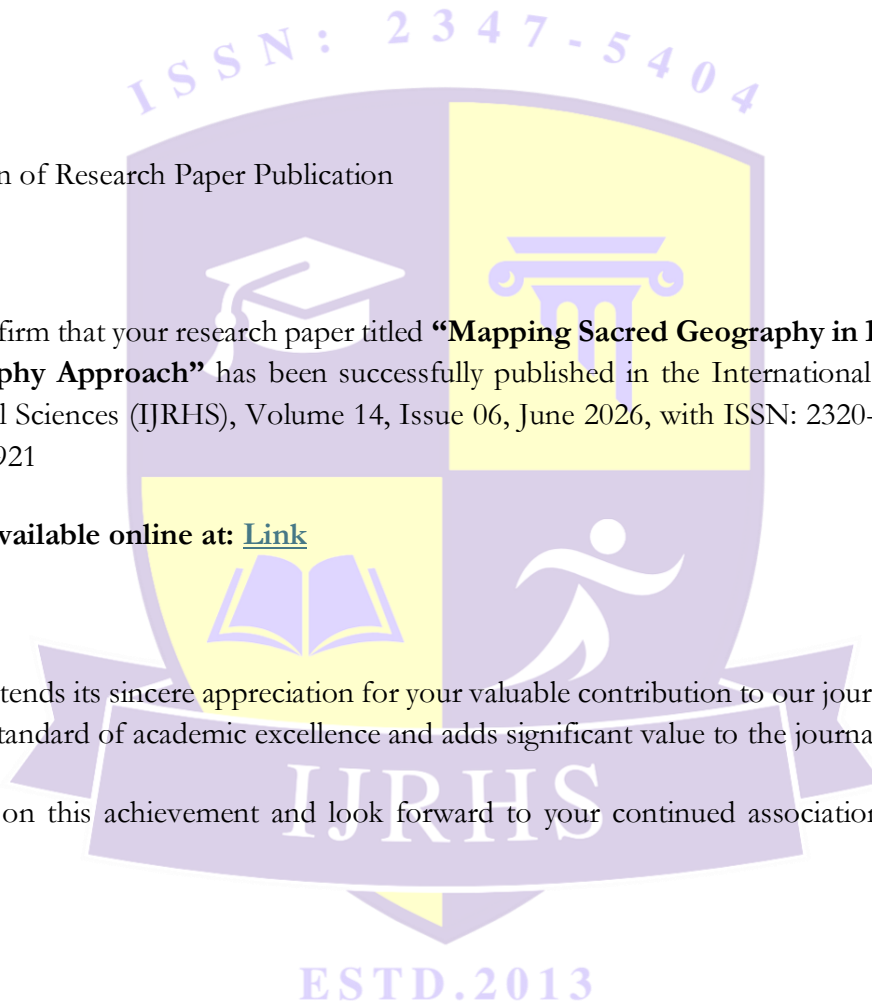 ISSN: 2347-5404
n of Research Paper Publication
firm that your research paper titled “Mapping Sacred Geography in
phy Approach” has been successfully published in the International
l Sciences (IJRHS), Volume 14, Issue 06, June 2026, with ISSN: 2320-
921
vailable online at: Link
tends its sincere appreciation for your valuable contribution to our jour
tandard of academic excellence and adds significant value to the journa
IJRHS
on this achievement and look forward to your continued association
ESTD.2013